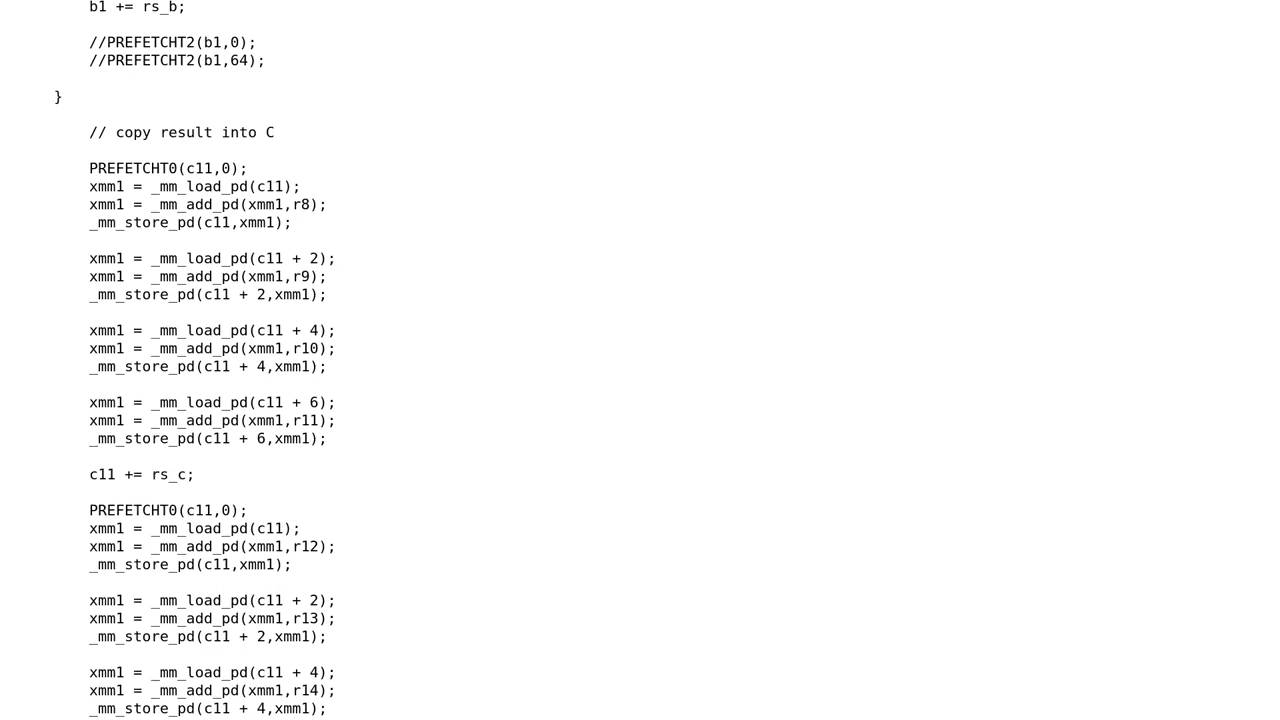 b1 += rs_b;
//PREFETCHT2(b1,0);
//PREFETCHT2(b1,64);
}
// copy result into C
PREFETCHT0(c11,0);
xmm1 = _mm_load_pd(c11);
xmm1 = _mm_add_pd(xmm1,r8);
_mm_store_pd(c11,xmm1);
xmm1 = _mm_load_pd(c11 + 2);
xmm1 = _mm_add_pd(xmm1,r9);
_mm_store_pd(c11 + 2,xmm1);
xmm1 = _mm_load_pd(c11 + 4);
xmm1 = _mm_add_pd(xmm1,r10);
_mm_store_pd(c11 + 4,xmm1);
xmm1 = _mm_load_pd(c11 + 6);
xmm1 = _mm_add_pd(xmm1,r11);
_mm_store_pd(c11 + 6,xmm1);
c11 += rs_c;
PREFETCHT0(c11,0);
xmm1 = _mm_load_pd(c11);
xmm1 = _mm_add_pd(xmm1,r12);
_mm_store_pd(c11,xmm1);
xmm1 = _mm_load_pd(c11 + 2);
xmm1 = _mm_add_pd(xmm1,r13);
_mm_store_pd(c11 + 2,xmm1);
xmm1 = _mm_load_pd(c11 + 4);
xmm1 = _mm_add_pd(xmm1,r14);
_mm_store_pd(c11 + 4,xmm1);